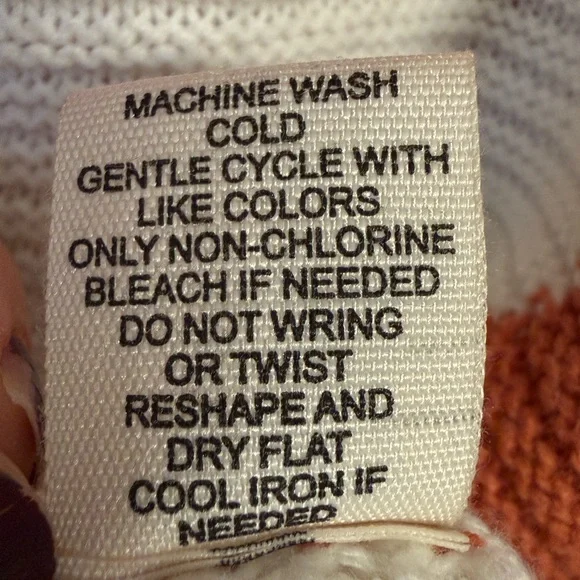 MACHINE WASH
COLD
GENTLE CYCLE WITH
LIKE COLORS
ONLY NON-CHLORINE
BLEACH IF NEEDED
DO NOT WRING
OR TWIST
RESHAPE AND
DRY FLAT
COOL IRON IF
NEEDED